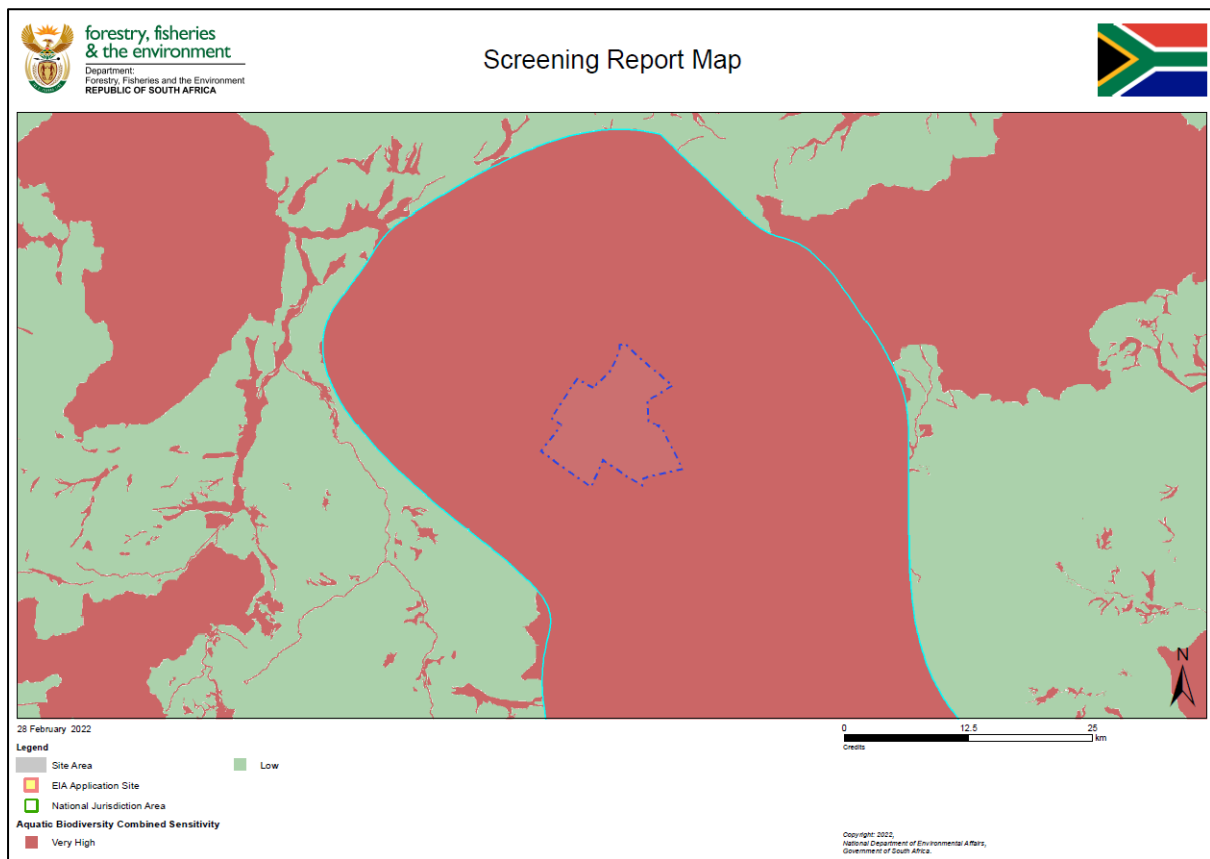 forestry, fisheries
& the environment
Department:
Forestry, Fisheries and the Environment
REPUBLIC OF SOUTH AFRICA
Screening Report Map
N
28 February 2022
0 12.5 25
km
Credits
Legend
Site Area
Low
EIA Application Site
National Jurisdiction Area
Aquatic Biodiversity Combined Sensitivity
Very High
Copyright: 2022,
National Department of Environmental Affairs,
Government of South Africa.